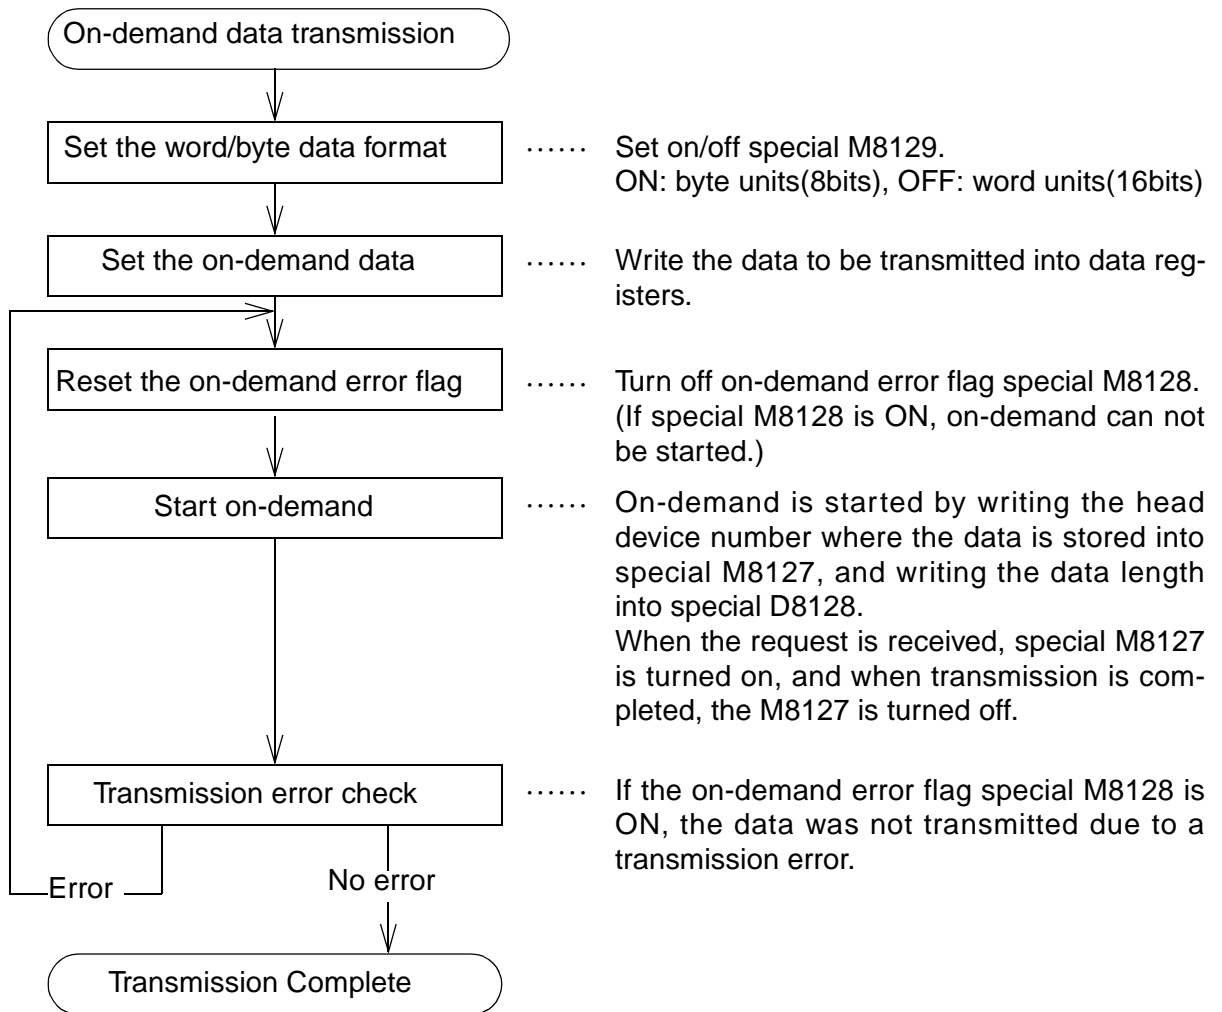 On-demand data transmission
Set the word/byte data format
······ Set on/off special M8129.
ON: byte units(8bits), OFF: word units(16bits)
Set the on-demand data
······ Write the data to be transmitted into data reg-
isters.
Reset the on-demand error flag
······ Turn off on-demand error flag special M8128.
(If special M8128 is ON, on-demand can not
be started.)
Start on-demand
······ On-demand is started by writing the head
device number where the data is stored into
special M8127, and writing the data length
into special D8128.
When the request is received, special M8127
is turned on, and when transmission is com-
pleted, the M8127 is turned off.
Transmission error check
······ If the on-demand error flag special M8128 is
ON, the data was not transmitted due to a
transmission error.
Error
No error
Transmission Complete